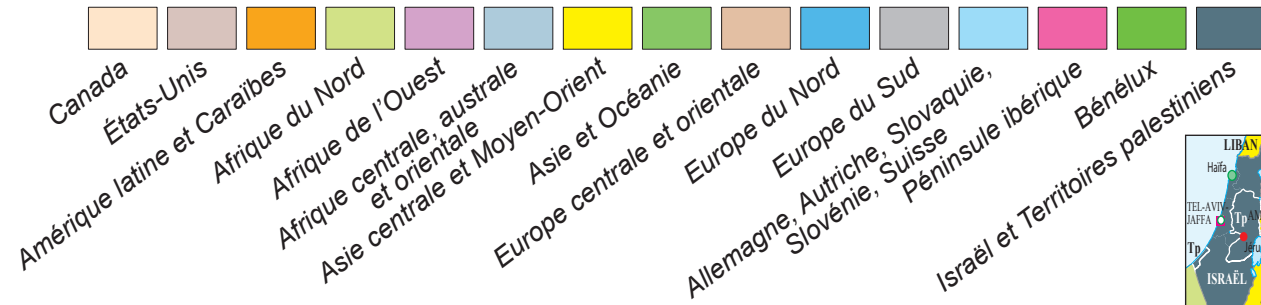 Canada
États-Unis
Amérique latine et Caraïbes
Afrique du Nord
Afrique de l’Ouest
Afrique centrale, australe
et orientale
Asie centrale et Moyen-Orient
Asie et Océanie
Europe centrale et orientale
Europe du Nord
Europe du Sud
Allemagne, Autriche, Slovaquie,
Slovénie, Suisse
Péninsule ibérique
Bénélux
Israël et Territoires palestiniens
LIBAN
Haïfa
TEL-AVIV-
JAFFA
Tp
Tp
ISRAËL